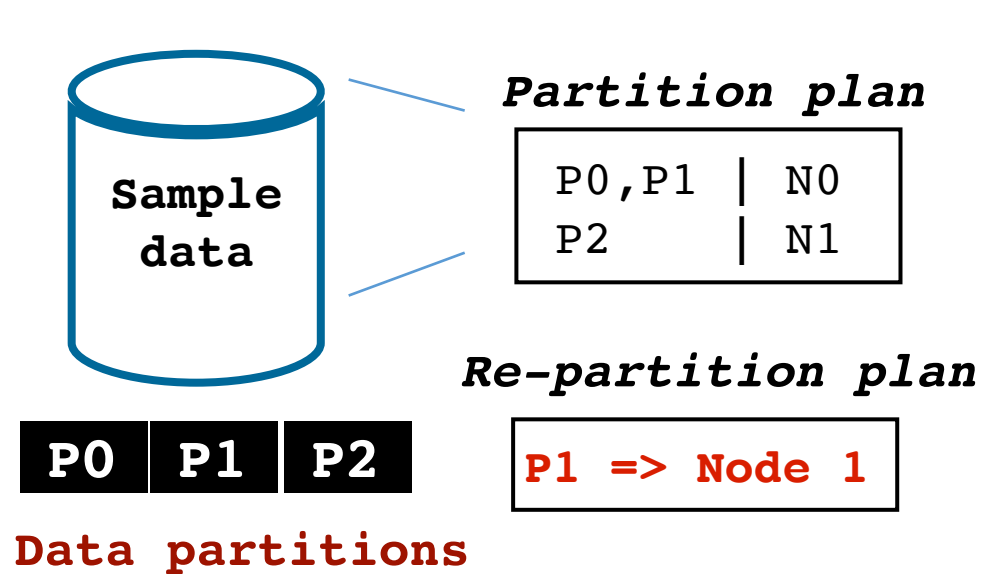 Sample
data
Partition plan
P0,P1 | N0
P2 | N1
Re-partition plan
P1 => Node 1
P0 P1 P2
Data partitions